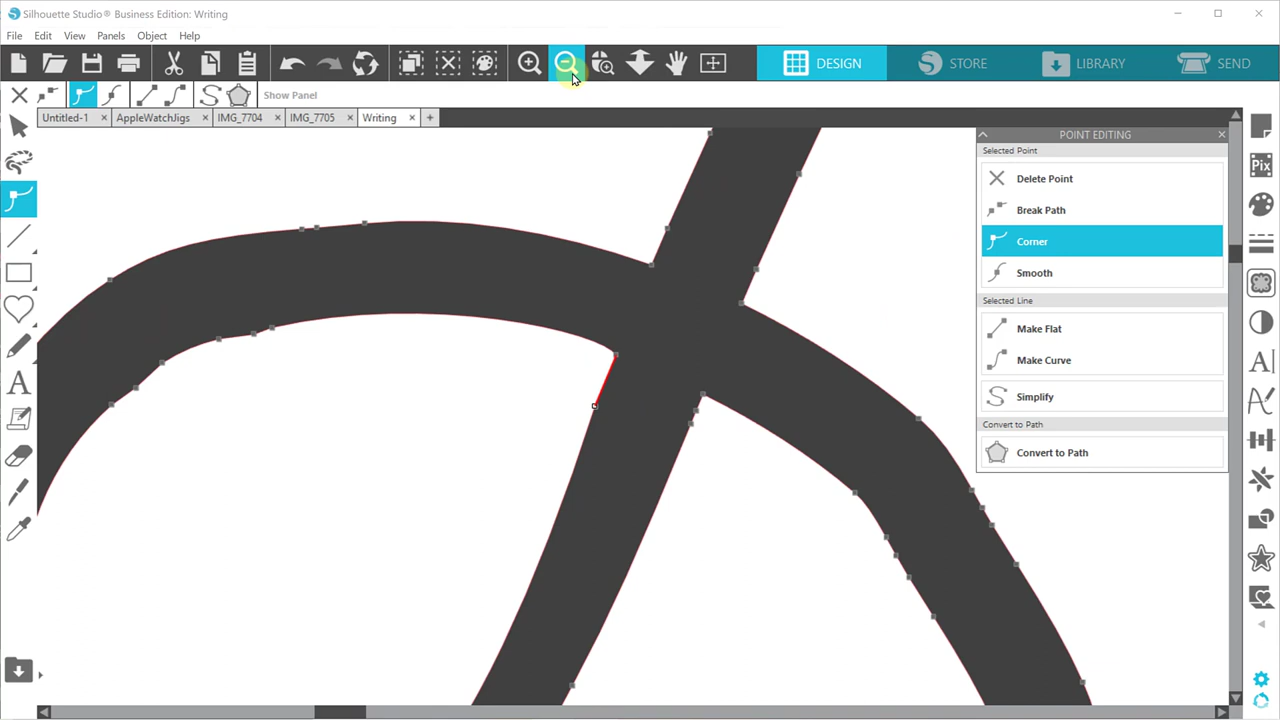 Silhouette Studio® Business Edition: Writing
File Edit View Panels Object Help
DESIGN STORE LIBRARY SEND
Show Panel
Untitled-1 AppleWatchJigs IMG_7704 IMG_7705 Writing
POINT EDITING
Selected Point
Delete Point
Break Path
Corner
Smooth
Selected Line
Make Flat
Make Curve
Simplify
Convert to Path
Convert to Path